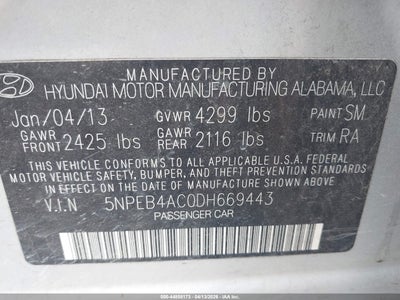 MANUFACTURED BY
HYUNDAI MOTOR MANUFACTURING ALABAMA, LLC
Jan/04/13 GVWR 4299 lbs PAINT SM
GAWR FRONT 2425 lbs GAWR REAR 2116 lbs TRIM RA
THIS VEHICLE CONFORMS TO ALL APPLICABLE U.S.A. FEDERAL
MOTOR VEHICLE SAFETY, BUMPER, AND THEFT PREVENTION
STANDARDS IN EFFECT ON THE DATE OF MANUFACTURE SHOWN ABOVE.
V.I.N 5NPEB4AC0DH669443
PASSENGER CAR